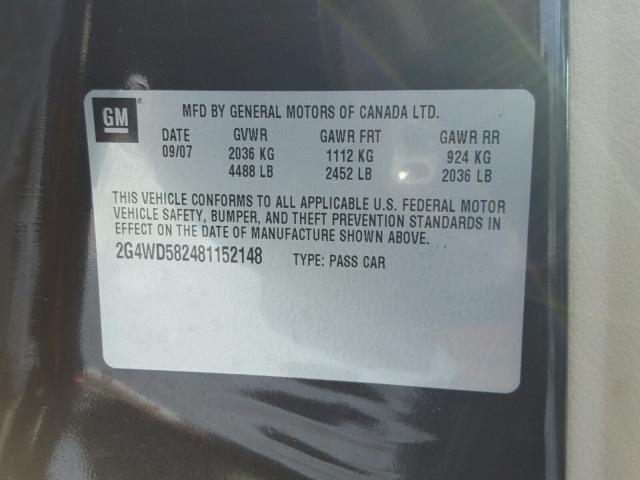 GM ® MFD BY GENERAL MOTORS OF CANADA LTD.
DATE GVWR GAWR FRT GAWR RR
09/07 2036 KG 1112 KG 924 KG
4488 LB 2452 LB 2036 LB
THIS VEHICLE CONFORMS TO ALL APPLICABLE U.S. FEDERAL MOTOR
VEHICLE SAFETY, BUMPER, AND THEFT PREVENTION STANDARDS IN
EFFECT ON THE DATE OF MANUFACTURE SHOWN ABOVE.
2G4WD582481152148 TYPE: PASS CAR